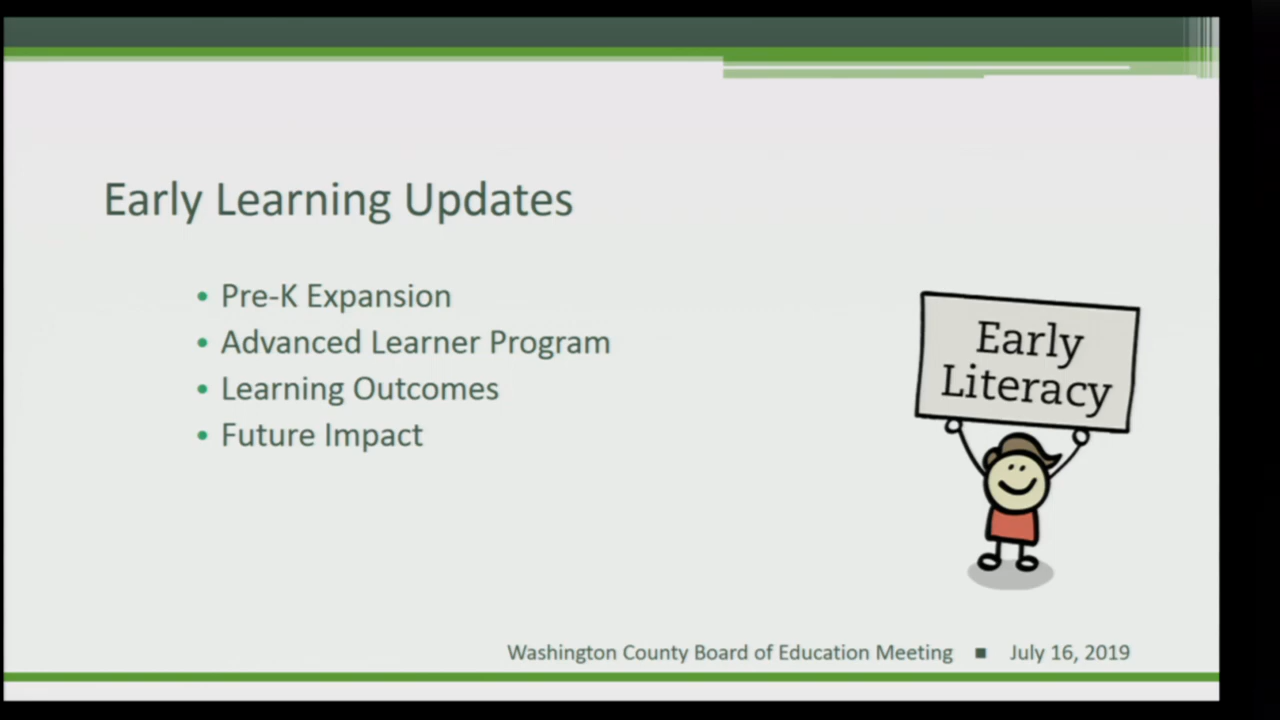 Early Learning Updates
• Pre-K Expansion
• Advanced Learner Program
• Learning Outcomes
• Future Impact
Early
Literacy
Washington County Board of Education Meeting ■ July 16, 2019